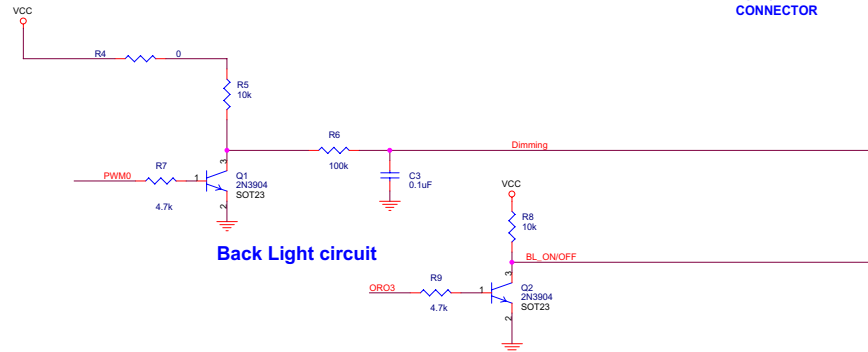 CONNECTOR
VCC
R4 0
R5
10k
R6
100k
Dimming
R7
4.7k
PWM0
1
3
2
Q1
2N3904
SOT23
C3
0.1uF
VCC
R8
10k
Back Light circuit
BL_ON/OFF
ORO3
R9
4.7k
1
3
2
Q2
2N3904
SOT23